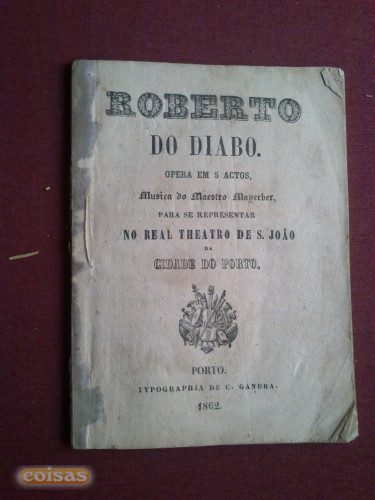 ROBERTO
DO DIABO.
OPERA EM 5 ACTOS,
Musica do Maestro Mayerber,
PARA SE REPRESENTAR
NO REAL THEATRO DE S. JOÃO
DA
CIDADE DO PORTO.
PORTO.
TYPOGRAPHIA DE C. GANDRA.
1862.
coisas